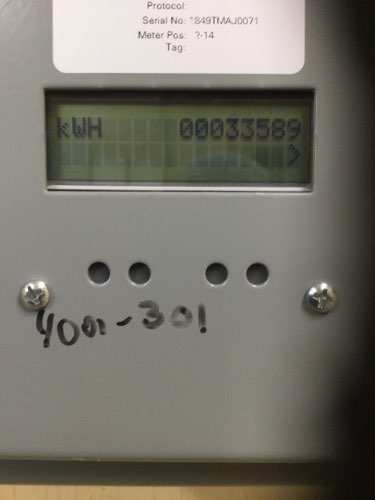 Protocol:
Serial No: 1849TMAJ0071
Meter Pos: 2-14
Tag:
kWH 00033589
>
4001-301